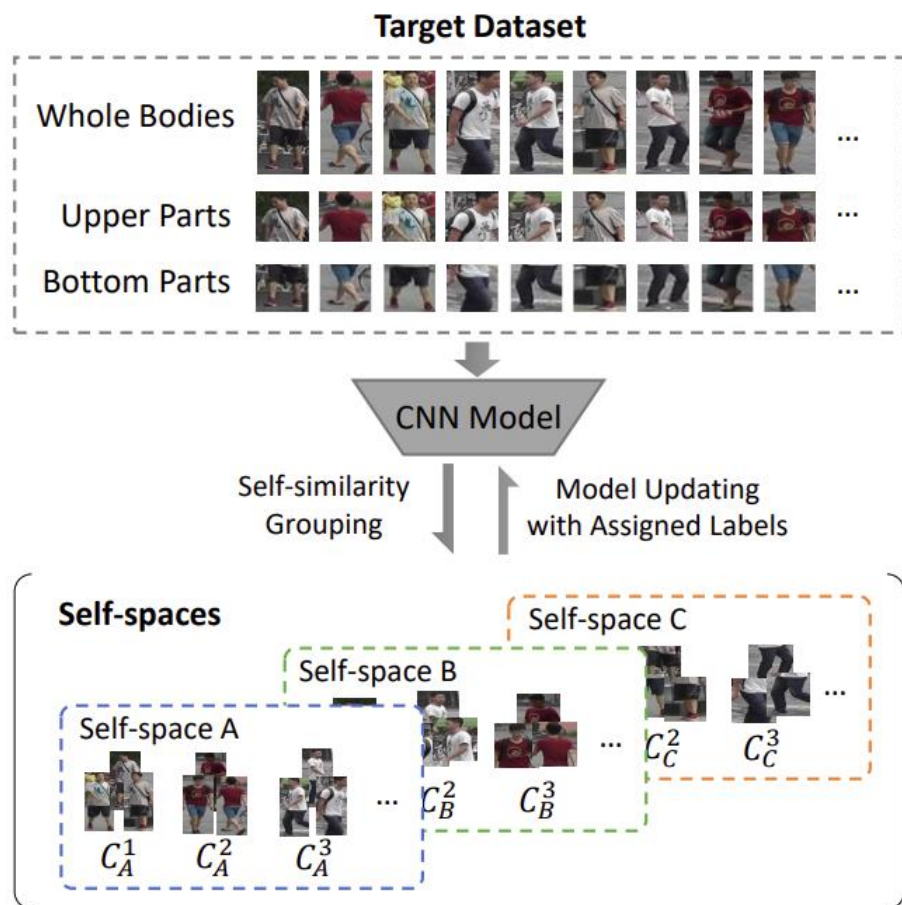 Target Dataset
Whole Bodies
...
Upper Parts
...
Bottom Parts
...
CNN Model
Self-similarity
Grouping
Model Updating
with Assigned Labels
Self-spaces
Self-space C
Self-space B
Self-space A
...
C_C^2
C_C^3
...
C_B^2
C_B^3
...
C_A^1
C_A^2
C_A^3